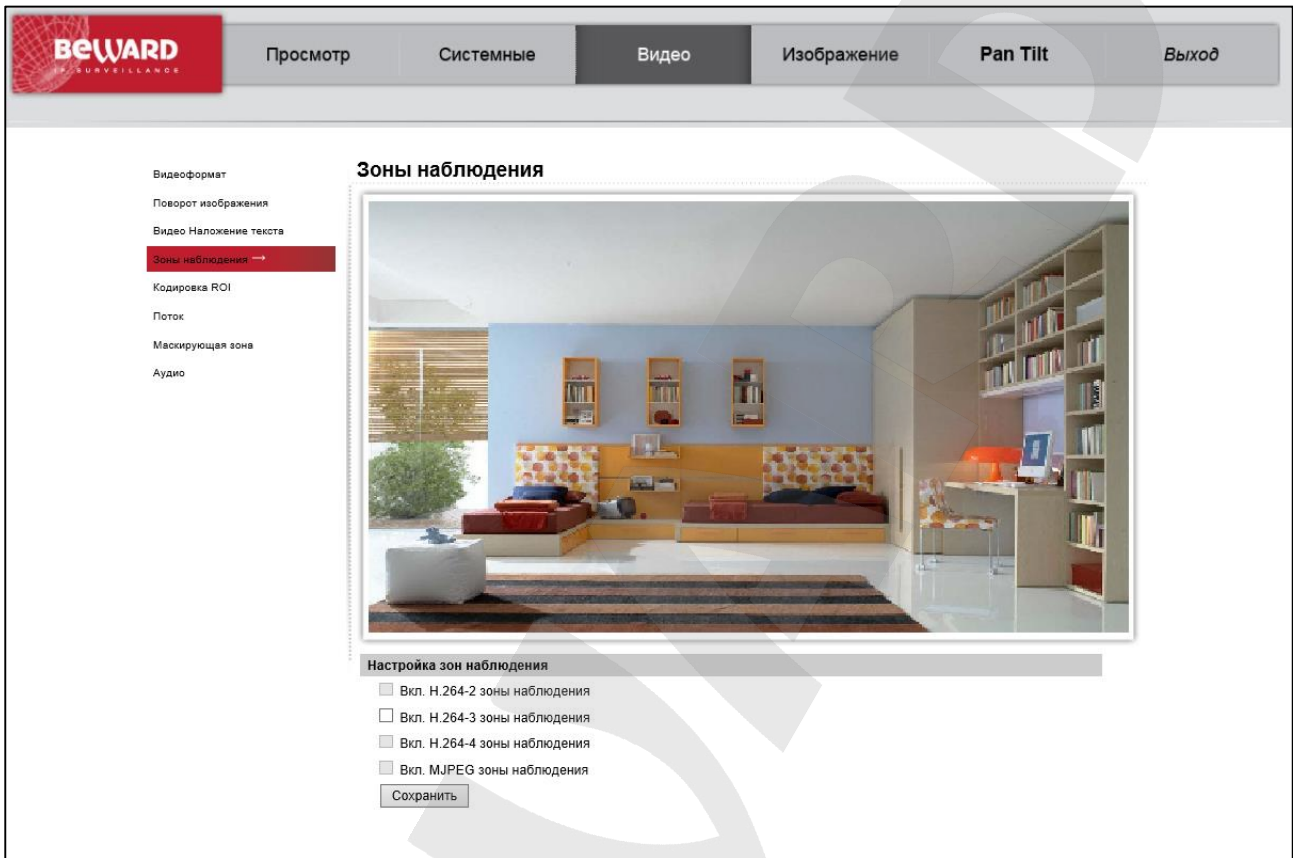 BEWARD
IP SURVEILLANCE
Просмотр
Системные
Видео
Изображение
Pan Tilt
Выход
Видеоформат
Поворот изображения
Видео Наложение текста
Зоны наблюдения →
Кодировка ROI
Поток
Маскирующая зона
Аудио
Зоны наблюдения
Настройка зон наблюдения
Вкл. H.264-2 зоны наблюдения
Вкл. H.264-3 зоны наблюдения
Вкл. H.264-4 зоны наблюдения
Вкл. MJPEG зоны наблюдения
Сохранить